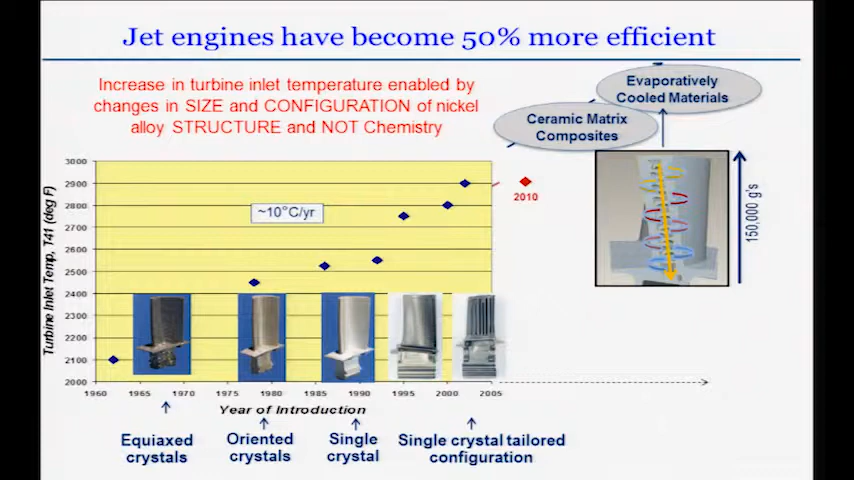 Jet engines have become 50% more efficient
Increase in turbine inlet temperature enabled by
changes in SIZE and CONFIGURATION of nickel
alloy STRUCTURE and NOT Chemistry
Evaporatively
Cooled Materials
Ceramic Matrix
Composites
Turbine Inlet Temp, T41 (deg F)
3000
2900
2800
2700
2600
2500
2400
2300
2200
2100
2000
~10°C/yr
2010
150,000 g's
1960 1965 1970 1975 1980 1985 1990 1995 2000 2005
Year of Introduction
Equiaxed
crystals
Oriented
crystals
Single
crystal
Single crystal tailored
configuration